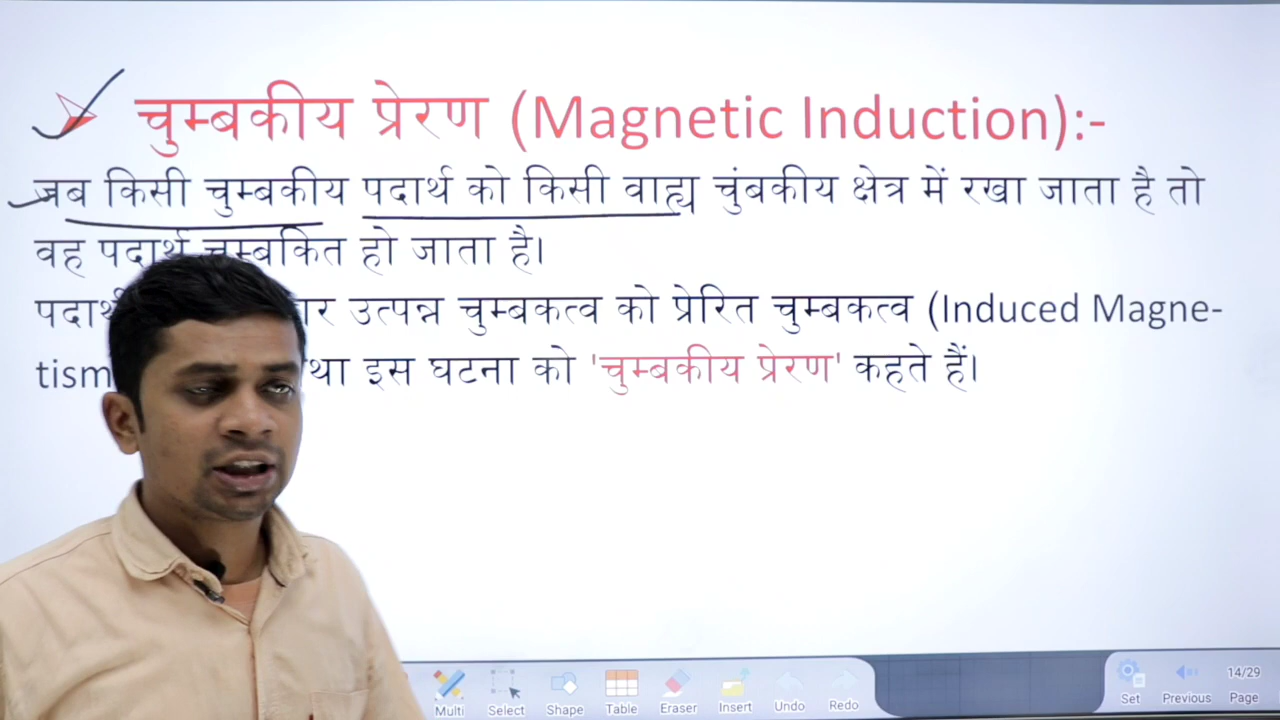 चुम्बकीय प्रेरण (Magnetic Induction):-
जब किसी चुम्बकीय पदार्थ को किसी वाह्य चुंबकीय क्षेत्र में रखा जाता है तो
वह पदार्थ चुम्बकित हो जाता है।
उत्पन्न चुम्बकत्व को प्रेरित चुम्बकत्व (Induced Magne-
tism इस घटना को 'चुम्बकीय प्रेरण' कहते हैं।
Multi Select Shape Table Eraser Insert Undo Redo Set Previous Page
14/29